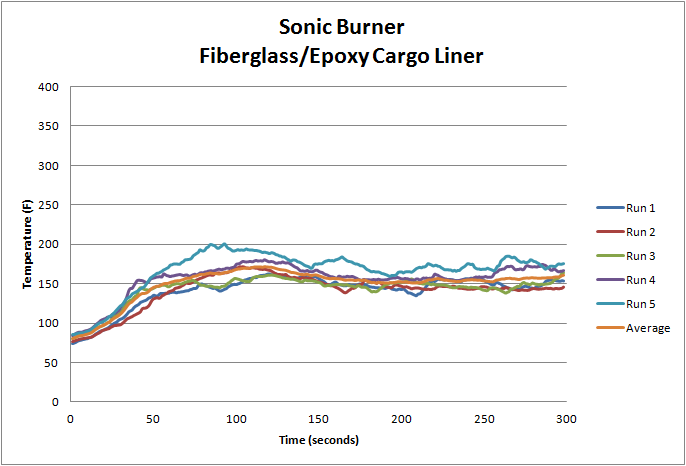 Sonic Burner
Fiberglass/Epoxy Cargo Liner
400
350
300
250
200
150
100
50
0
Temperature (F)
0 50 100 150 200 250 300
Time (seconds)
Run 1
Run 2
Run 3
Run 4
Run 5
Average